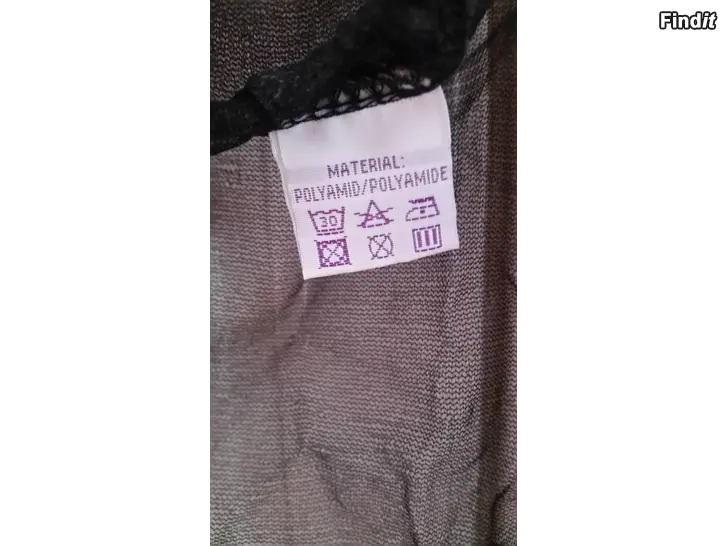 Findit
MATERIAL:
POLYAMID/POLYAMIDE
30